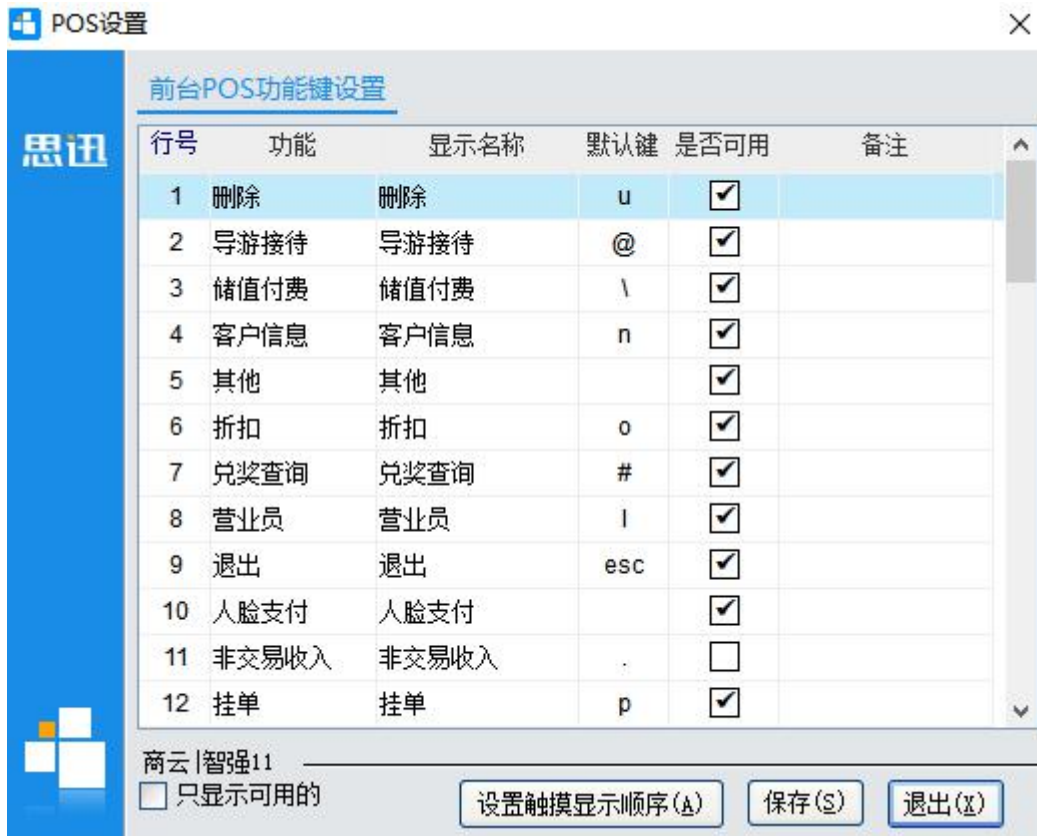 POS设置
思迅
前台POS功能键设置
行号 功能 显示名称 默认键 是否可用 备注
1 删除 删除 u
2 导游接待 导游接待 @
3 储值付费 储值付费 \
4 客户信息 客户信息 n
5 其他 其他
6 折扣 折扣 o
7 兑奖查询 兑奖查询 #
8 营业员 营业员 l
9 退出 退出 esc
10 人脸支付 人脸支付
11 非交易收入 非交易收入 .
12 挂单 挂单 p
商云|智强11
只显示可用的 设置触摸显示顺序(A) 保存(S) 退出(X)